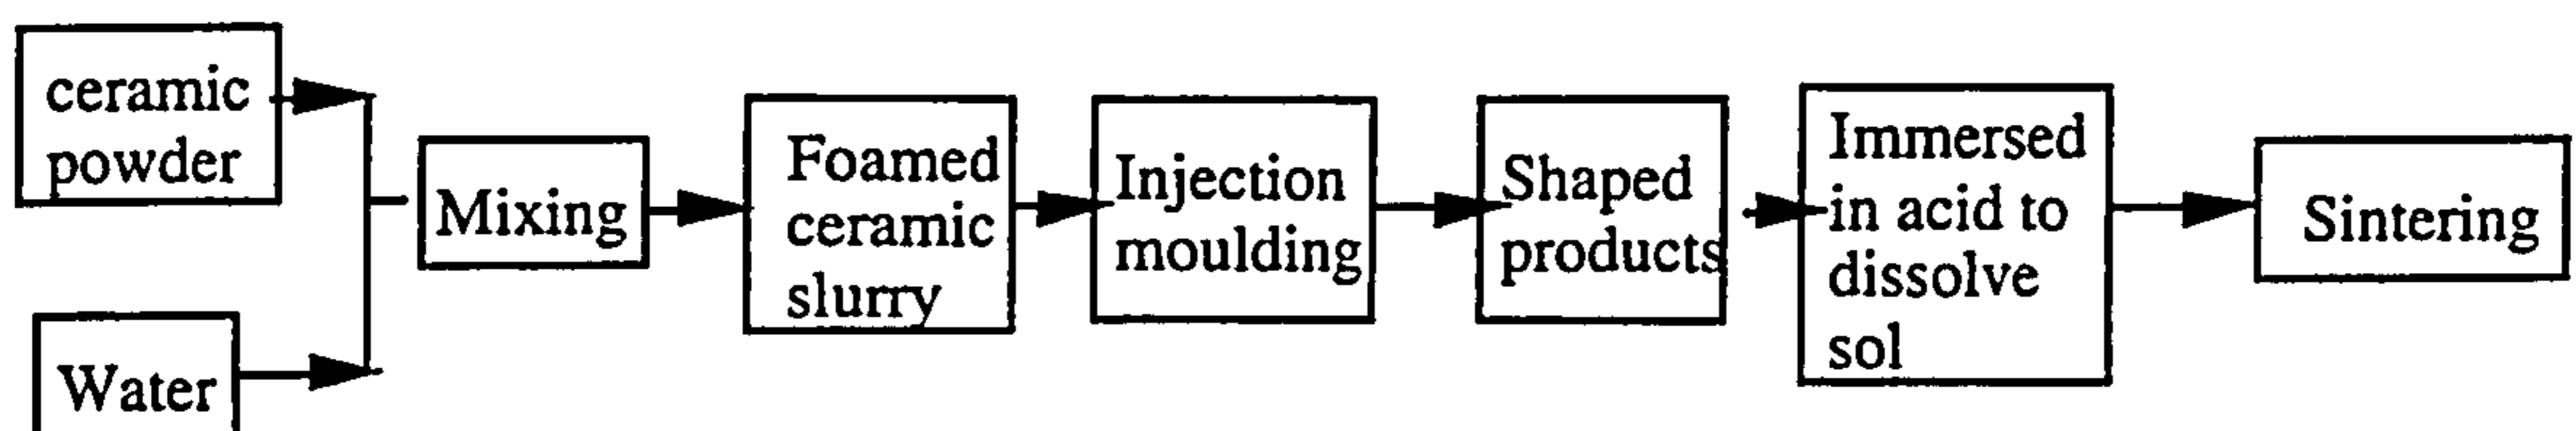 ceramic
powder
Water
Mixing
Foamed
ceramic
slurry
Injection
moulding
Shaped
products
Immersed
in acid to
dissolve
sol
Sintering